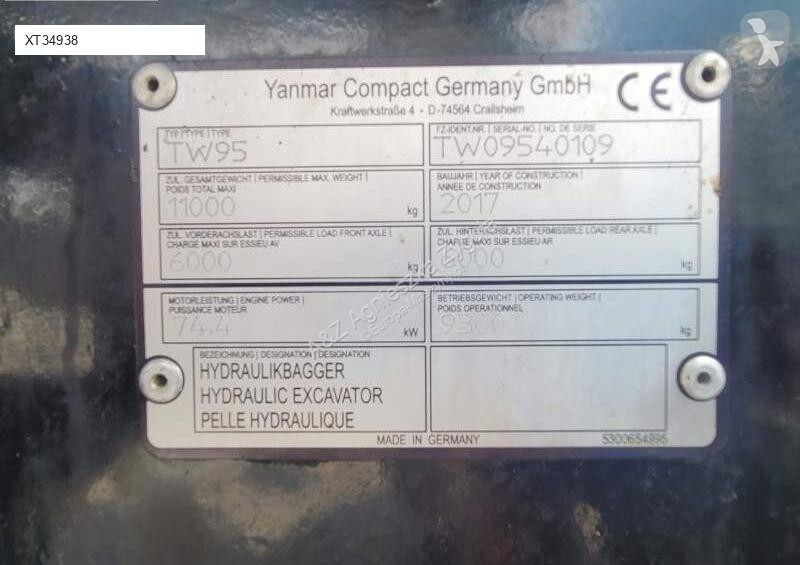 XT34938
Yanmar Compact Germany GmbH
Kraftwerkstraße 4 - D-74564 Crailsheim
CE
TYP | TYPE | TYPE
TW95
FZ-IDENT.NR. | SERIAL-NO. | NO. DE SERIE
TW09540109
ZUL. GESAMTGEWICHT | PERMISSIBLE MAX. WEIGHT |
POIDS TOTAL MAXI
11000 kg
BAUJAHR | YEAR OF CONSTRUCTION |
ANNEE DE CONSTRUCTION
2017
ZUL. VORDERACHSLAST | PERMISSIBLE LOAD FRONT AXLE |
CHARGE MAXI SUR ESSIEU AV
6000 kg
ZUL. HINTERACHSLAST | PERMISSIBLE LOAD REAR AXLE |
CHARGE MAXI SUR ESSIEU AR
kg
MOTORLEISTUNG | ENGINE POWER |
PUISSANCE MOTEUR
74,4 kW
BETRIEBSGEWICHT | OPERATING WEIGHT |
POIDS OPERATIONNEL
9300 kg
BEZEICHNUNG | DESIGNATION | DESIGNATION
HYDRAULIKBAGGER
HYDRAULIC EXCAVATOR
PELLE HYDRAULIQUE
MADE IN GERMANY
5300654995
A&Z Agnieszka